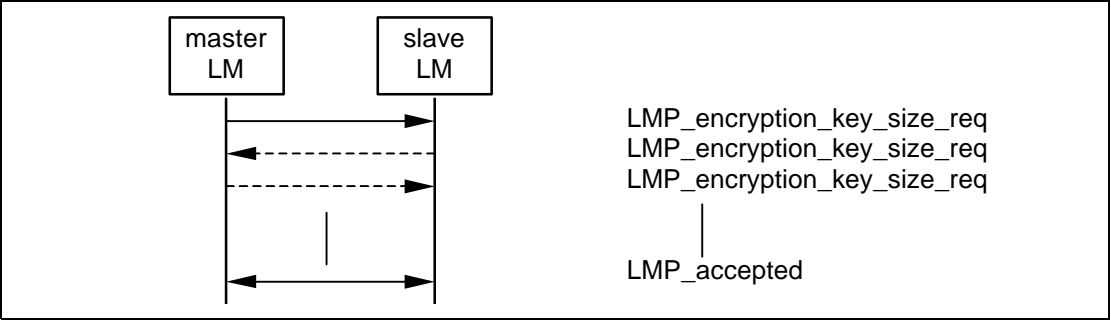 master
LM
slave
LM
LMP_encryption_key_size_req
LMP_encryption_key_size_req
LMP_encryption_key_size_req
LMP_accepted